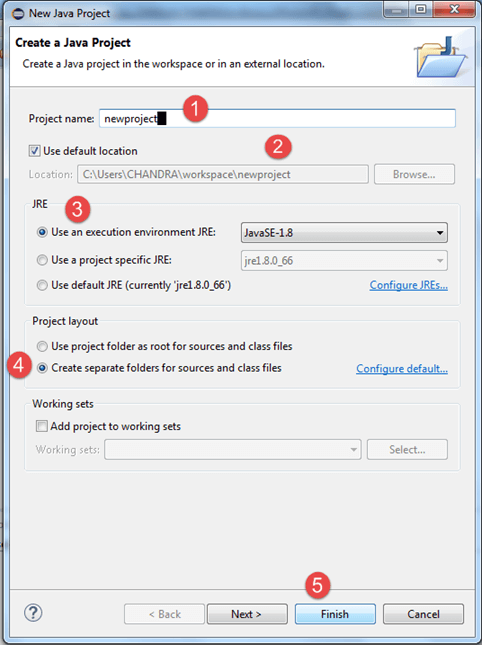 New Java Project
Create a Java Project
Create a Java project in the workspace or in an external location.
1
Project name: newproject
2
Use default location
Location: C:\Users\CHANDRA\workspace\newproject Browse...
JRE 3
Use an execution environment JRE: JavaSE-1.8
Use a project specific JRE: jre1.8.0_66
Use default JRE (currently 'jre1.8.0_66') Configure JREs...
Project layout
Use project folder as root for sources and class files
4 Create separate folders for sources and class files Configure default...
Working sets
Add project to working sets
Working sets: Select...
5
? < Back Next > Finish Cancel